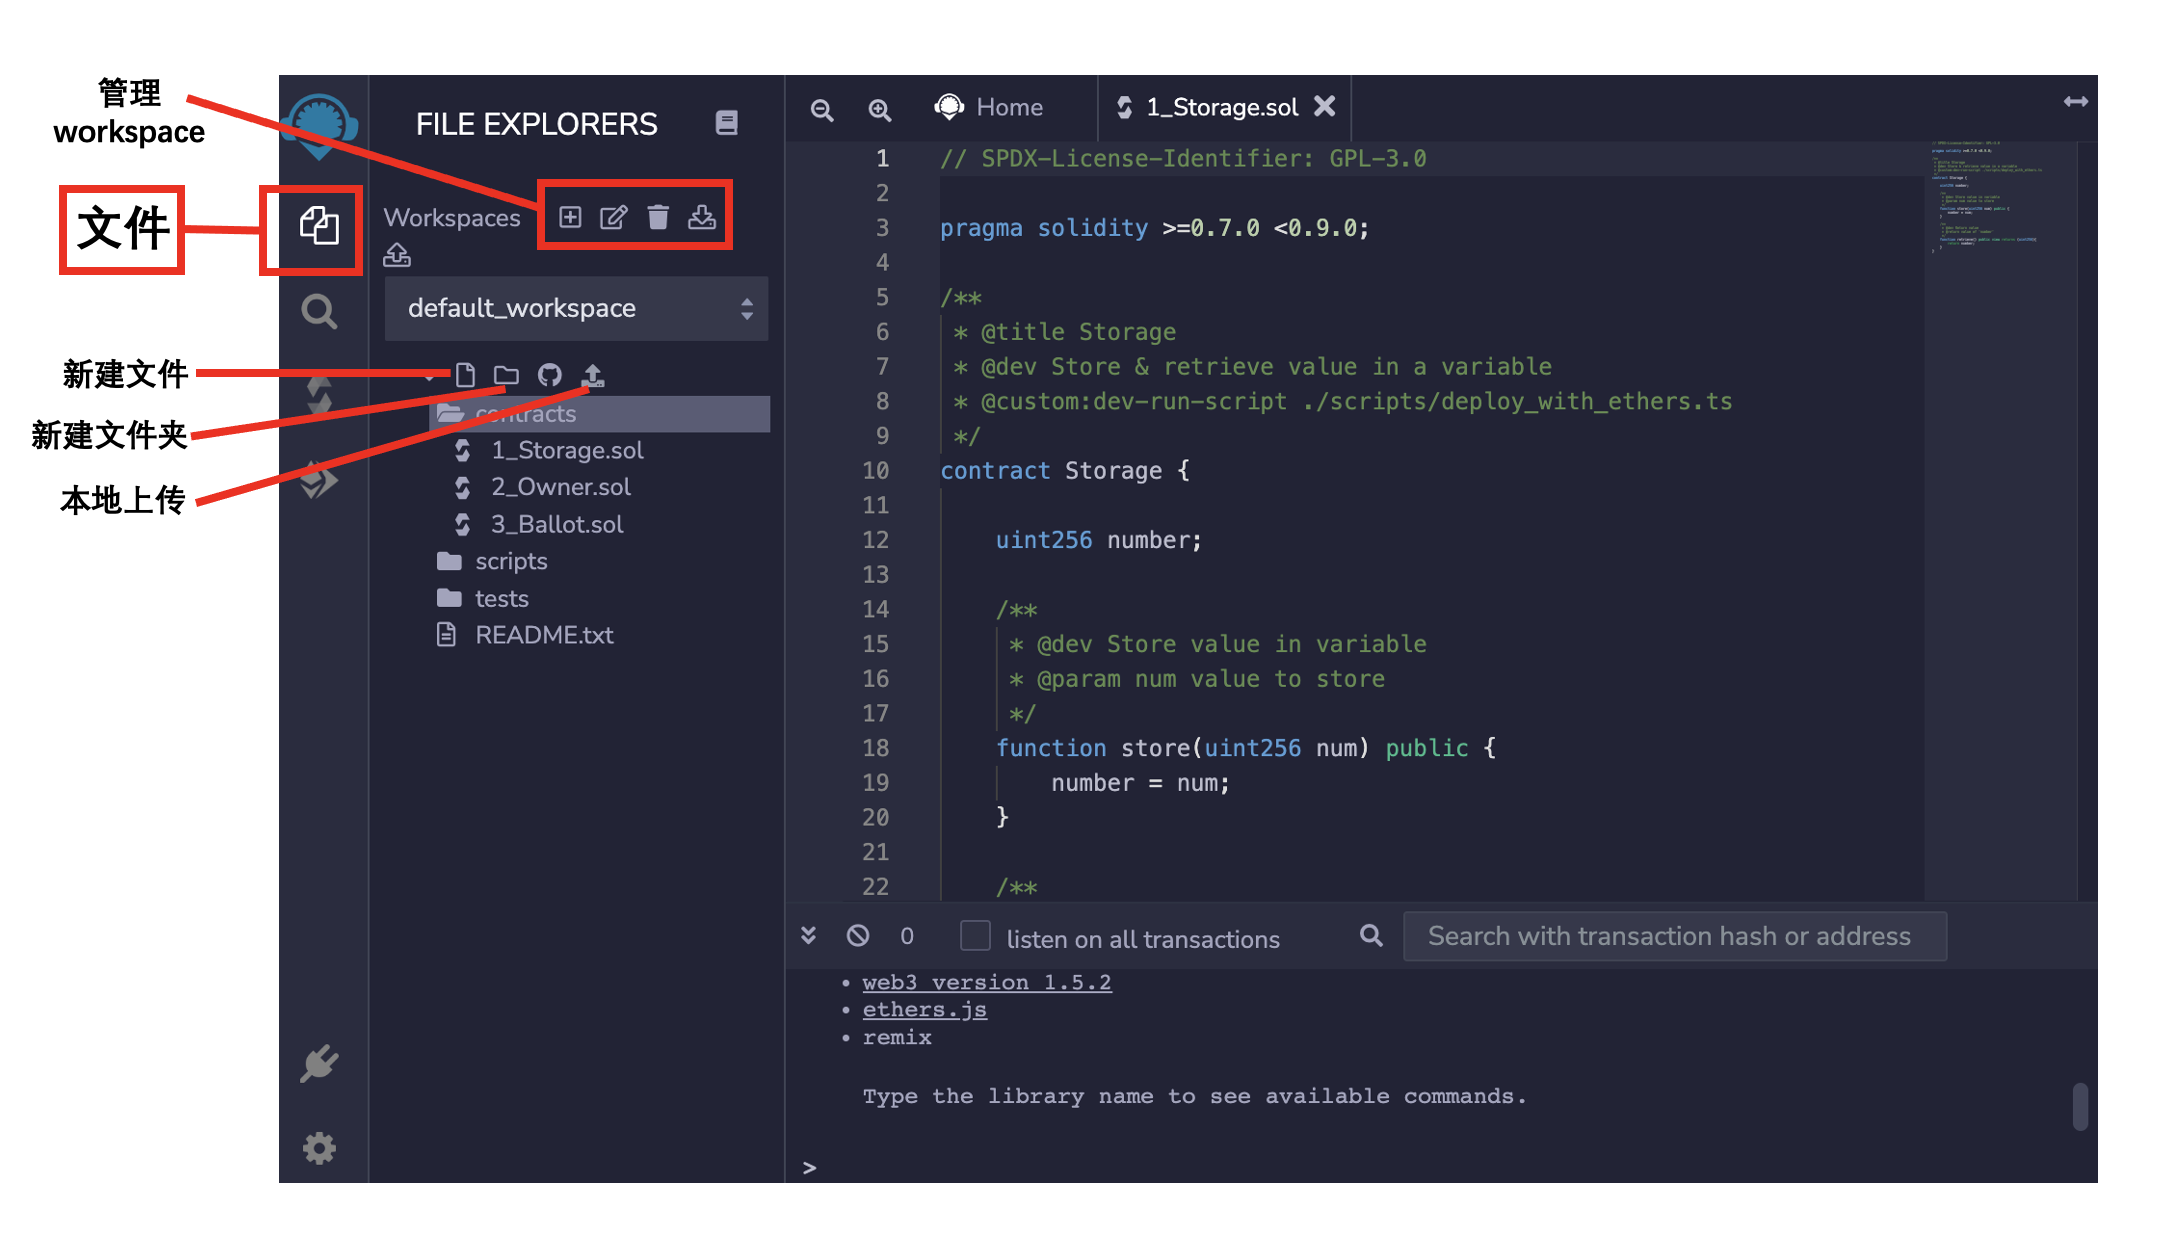 管理
workspace
文件
新建文件
新建文件夹
本地上传
FILE EXPLORERS
Workspaces
default_workspace
contracts
1_Storage.sol
2_Owner.sol
3_Ballot.sol
scripts
tests
README.txt
Home
1_Storage.sol
1 // SPDX-License-Identifier: GPL-3.0
2
3 pragma solidity >=0.7.0 <0.9.0;
4
5 /**
6 * @title Storage
7 * @dev Store & retrieve value in a variable
8 * @custom:dev-run-script ./scripts/deploy_with_ethers.ts
9 */
10 contract Storage {
11
12 uint256 number;
13
14 /**
15 * @dev Store value in variable
16 * @param num value to store
17 */
18 function store(uint256 num) public {
19 number = num;
20 }
21
22 /**
0 listen on all transactions Search with transaction hash or address
• web3 version 1.5.2
• ethers.js
• remix
Type the library name to see available commands.
>